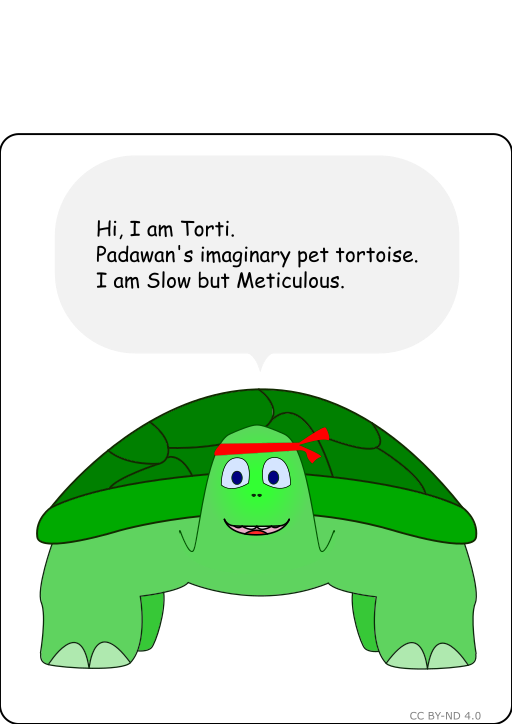 Hi, I am Torti.
Padawan's imaginary pet tortoise.
I am Slow but Meticulous.
CC BY-ND 4.0